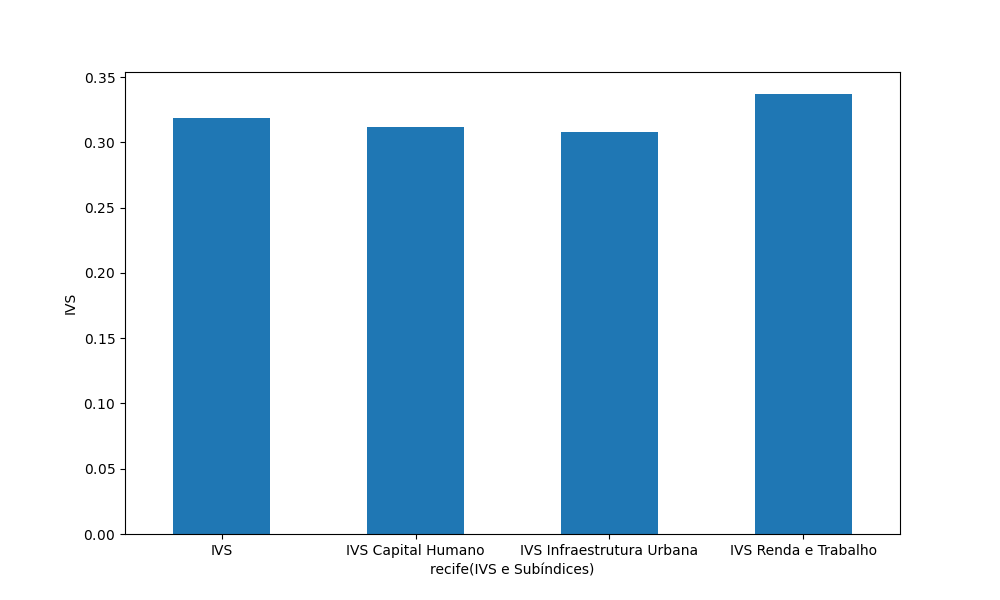 0.35
0.30
0.25
0.20
0.15
0.10
0.05
0.00
IVS
IVS
IVS Capital Humano
IVS Infraestrutura Urbana
IVS Renda e Trabalho
recife(IVS e Subíndices)